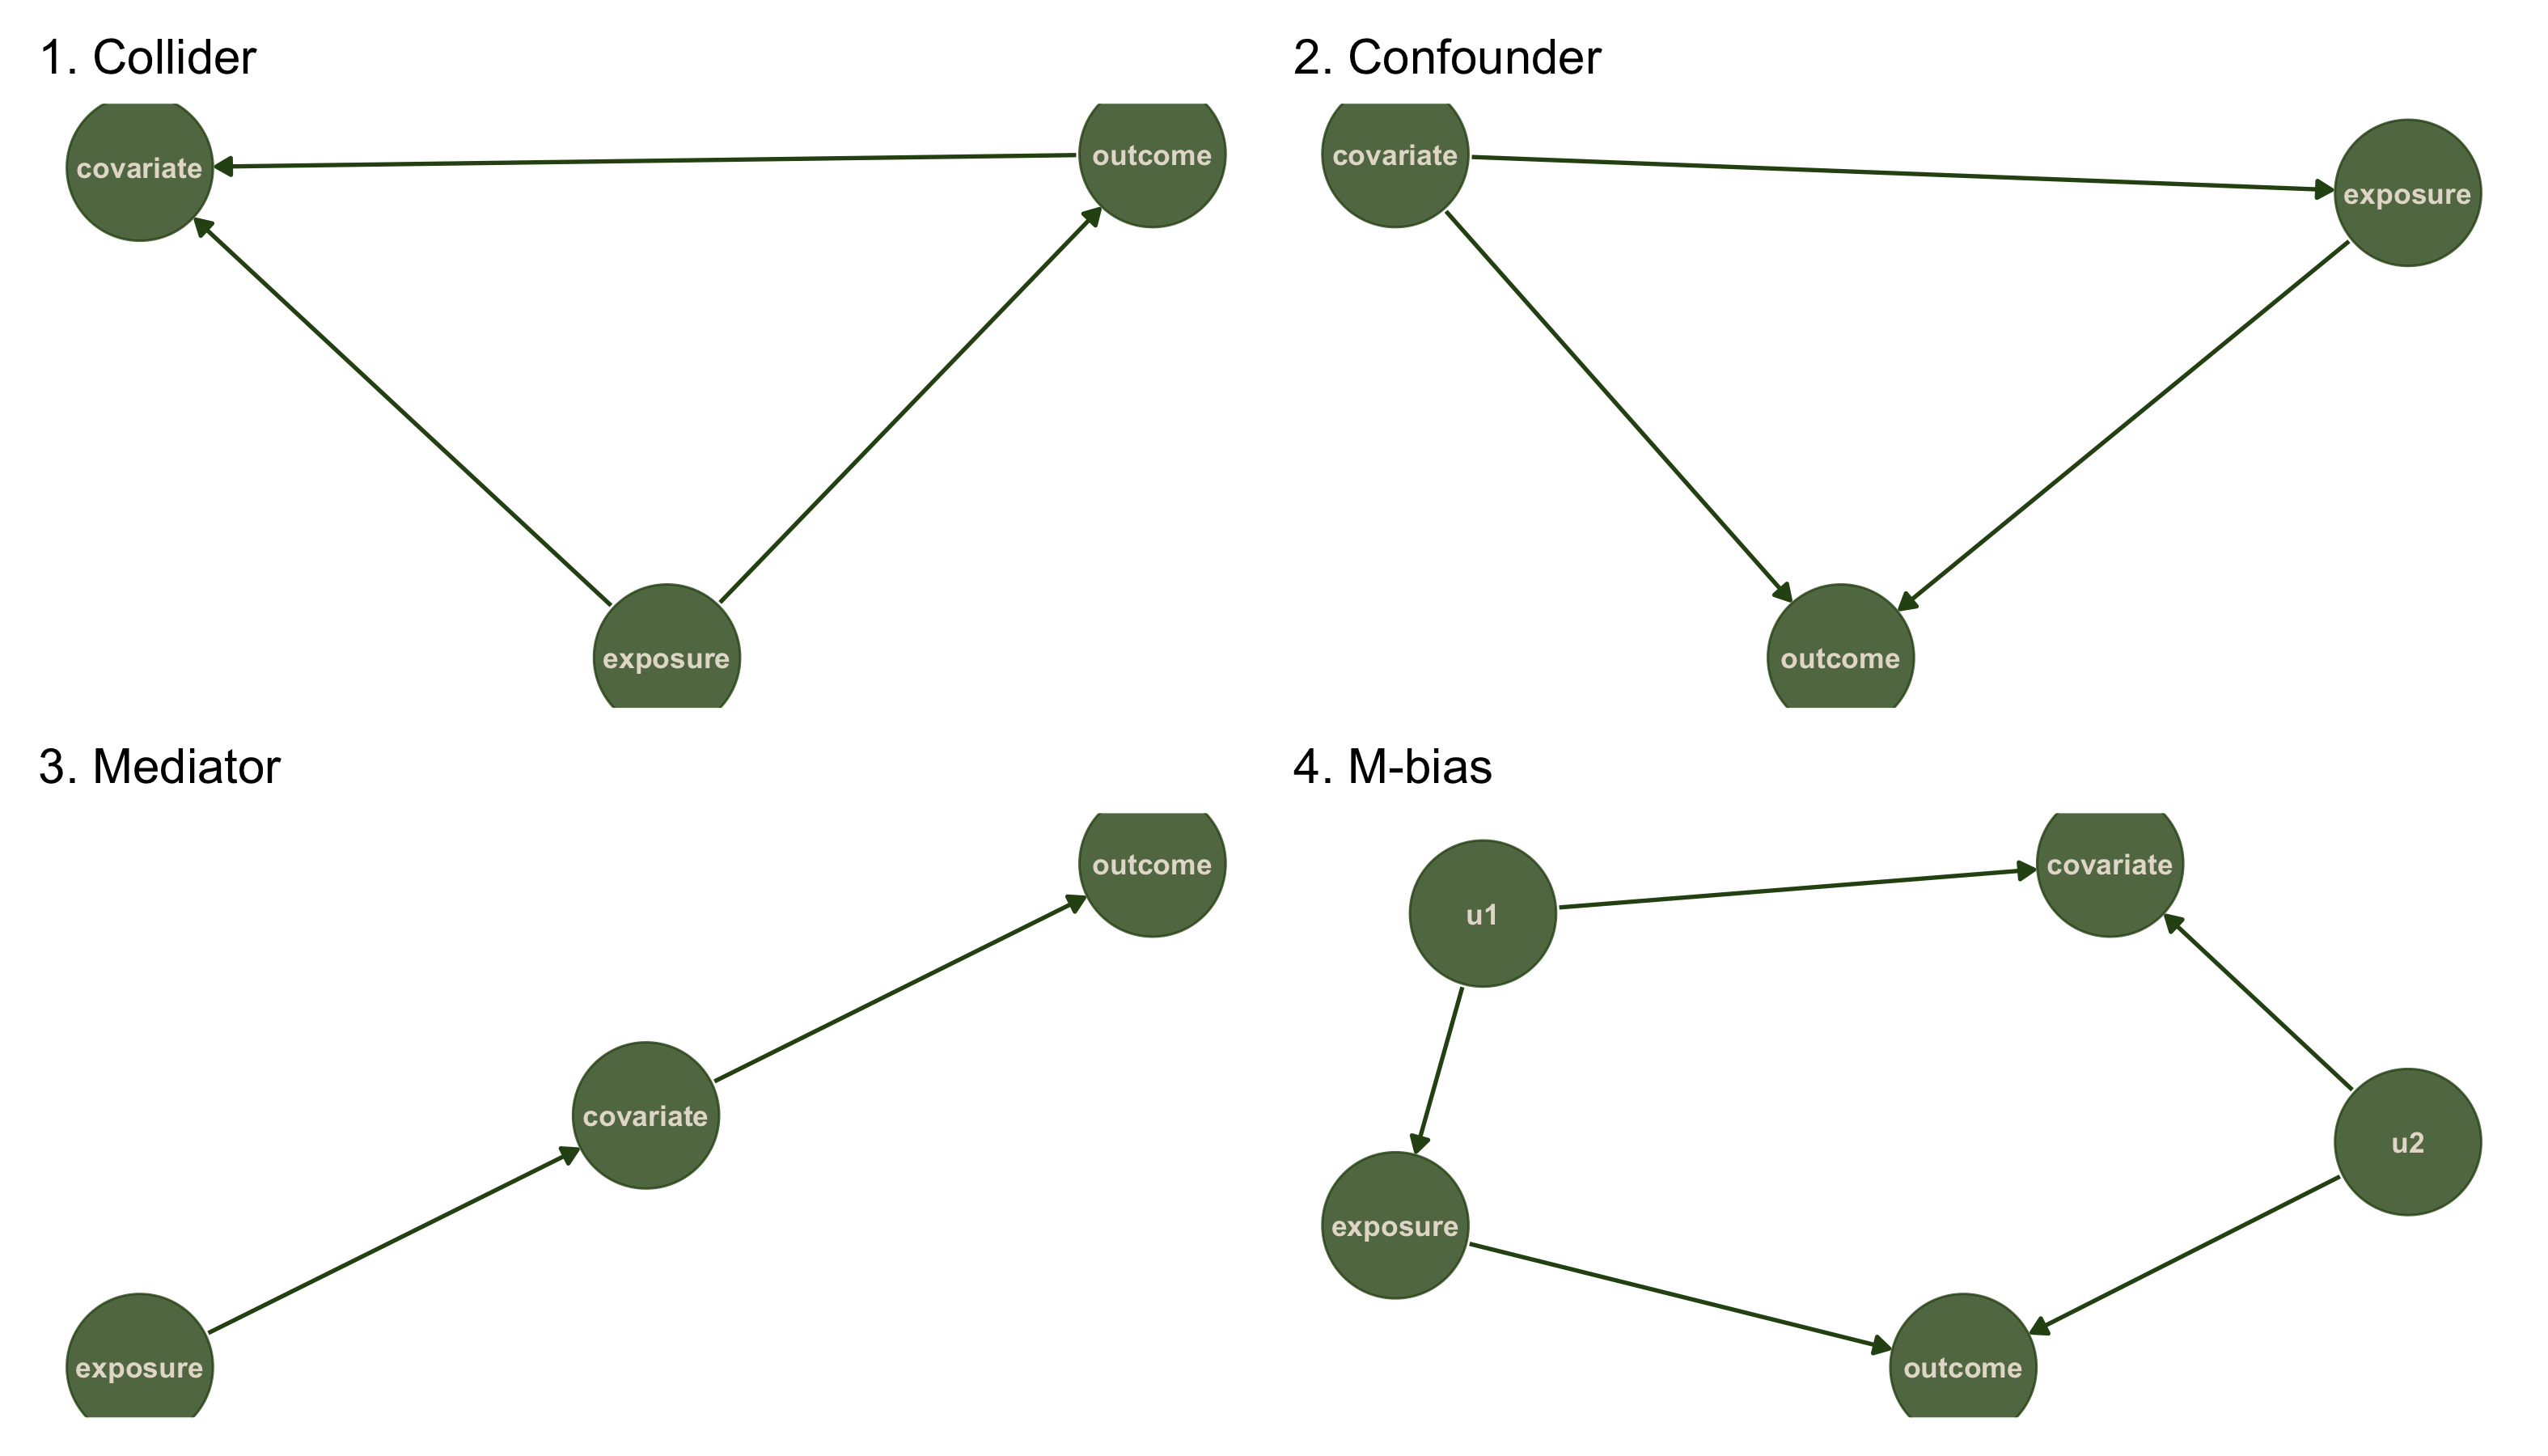 1. Collider
covariate
outcome
exposure
2. Confounder
covariate
exposure
outcome
3. Mediator
outcome
covariate
exposure
4. M-bias
covariate
u1
u2
exposure
outcome